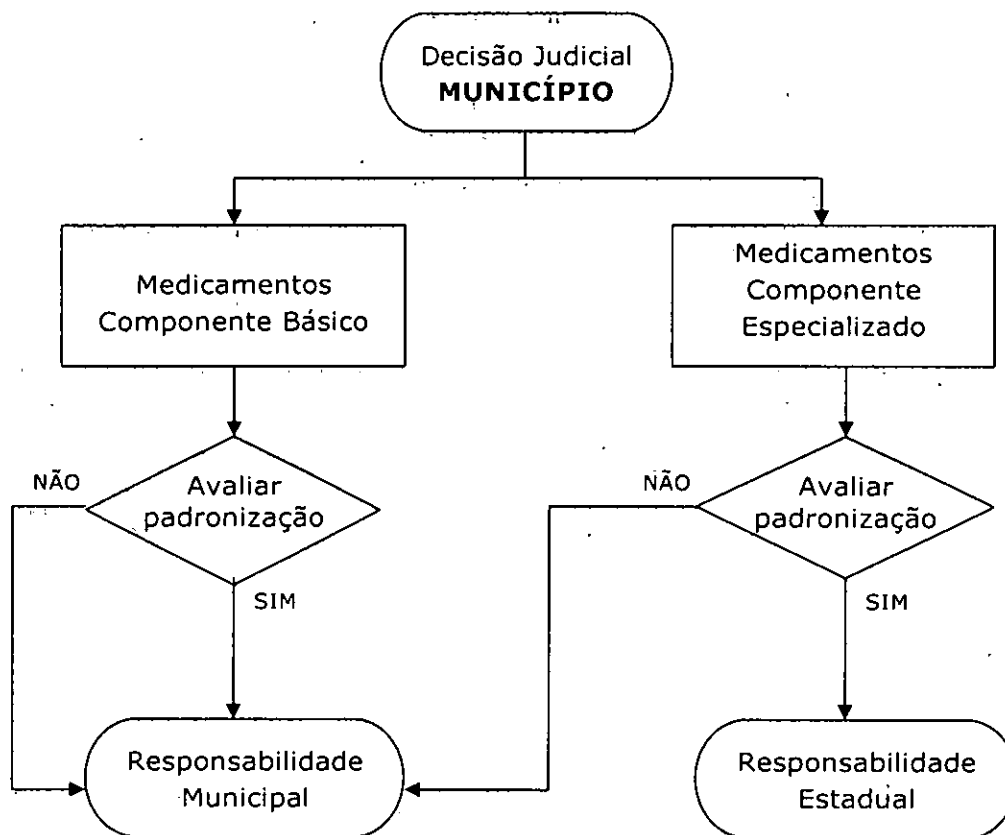 Decisão Judicial
MUNICÍPIO
Medicamentos
Componente Básico
Medicamentos
Componente
Especializado
NÃO
Avaliar
padronização
SIM
NÃO
Avaliar
padronização
SIM
Responsabilidade
Municipal
Responsabilidade
Estadual